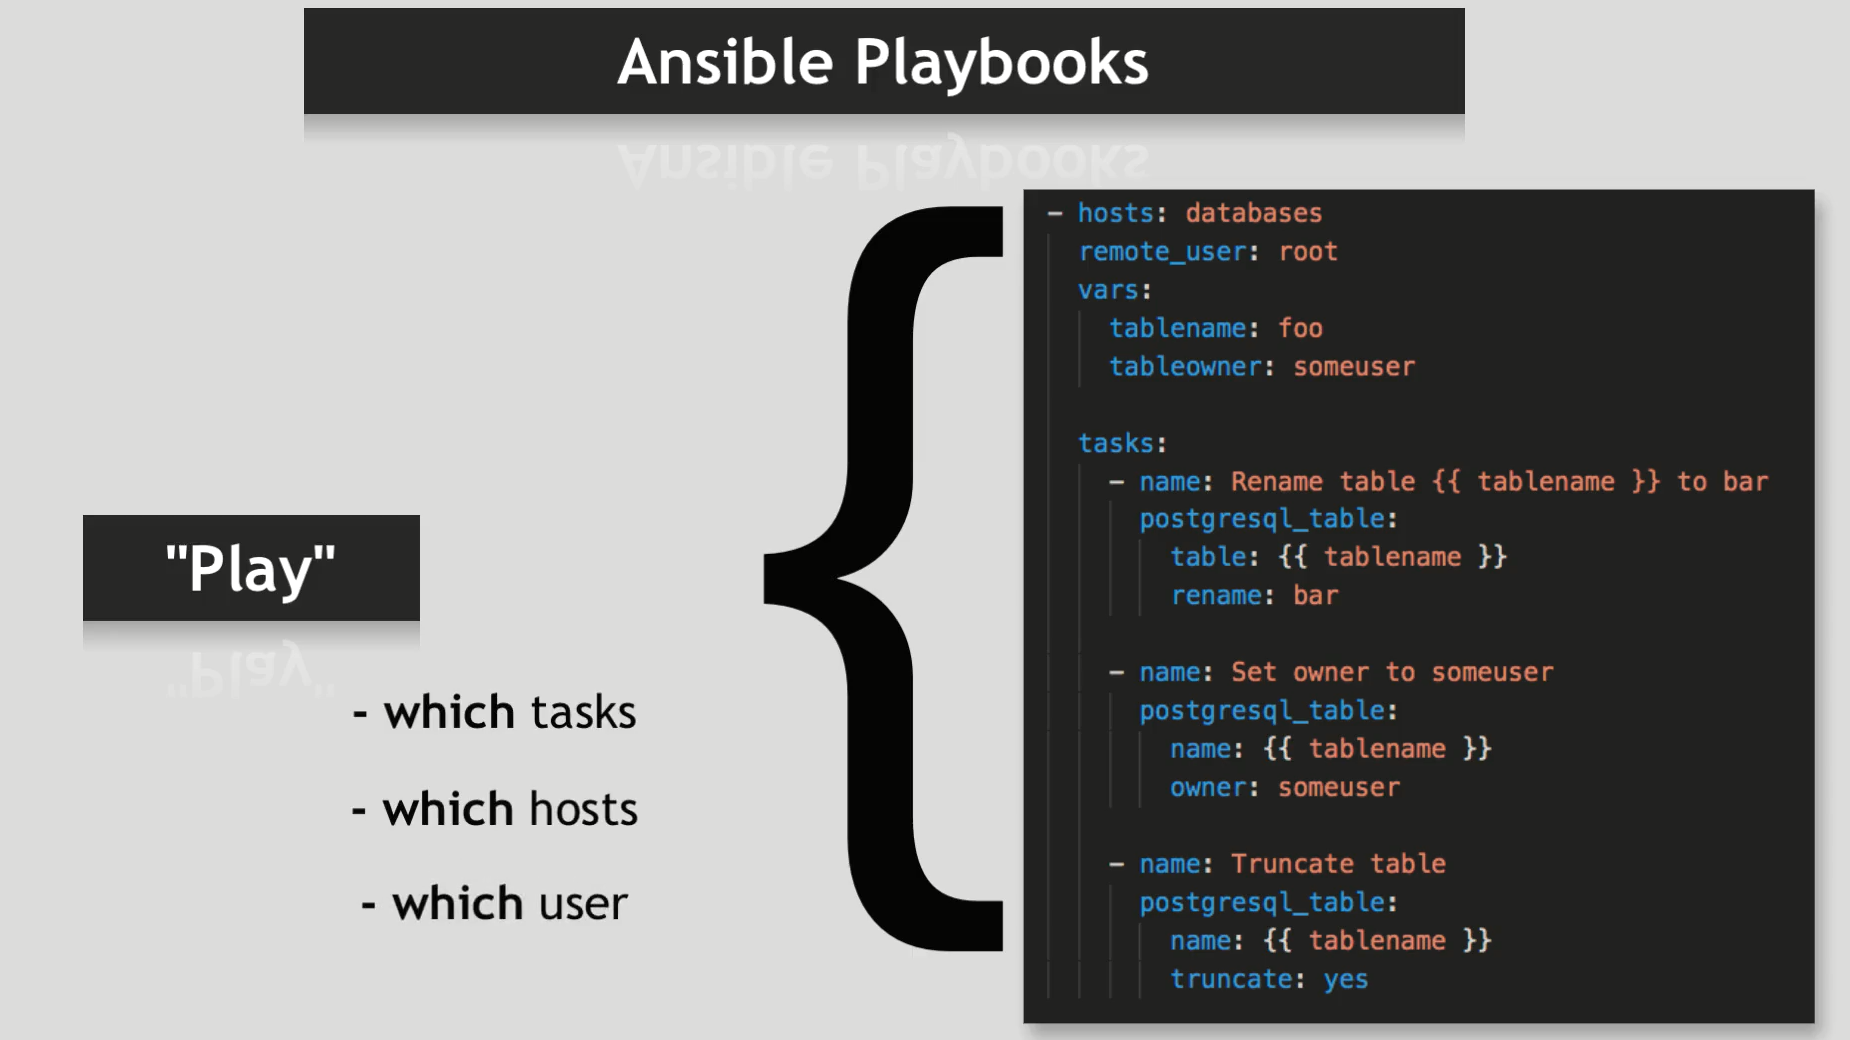 Ansible Playbooks
"Play"
- which tasks
- which hosts
- which user
- hosts: databases
  remote_user: root
  vars:
    tablename: foo
    tableowner: someuser

  tasks:
    - name: Rename table {{ tablename }} to bar
      postgresql_table:
        table: {{ tablename }}
        rename: bar

    - name: Set owner to someuser
      postgresql_table:
        name: {{ tablename }}
        owner: someuser

    - name: Truncate table
      postgresql_table:
        name: {{ tablename }}
        truncate: yes